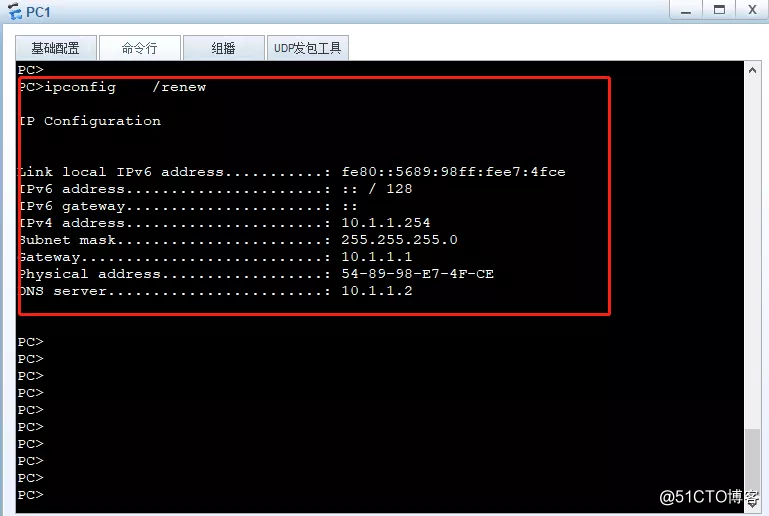 PC1
基础配置 命令行 组播 UDP发包工具
PC>
PC>ipconfig    /renew
IP Configuration
Link local IPv6 address...........: fe80::5689:98ff:fee7:4fce
IPv6 address......................: :: / 128
IPv6 gateway......................: ::
IPv4 address......................: 10.1.1.254
Subnet mask.......................: 255.255.255.0
Gateway...........................: 10.1.1.1
Physical address..................: 54-89-98-E7-4F-CE
DNS server........................: 10.1.1.2
PC>
PC>
PC>
PC>
PC>
PC>
PC>
PC>
PC>
PC>
@51CTO博客